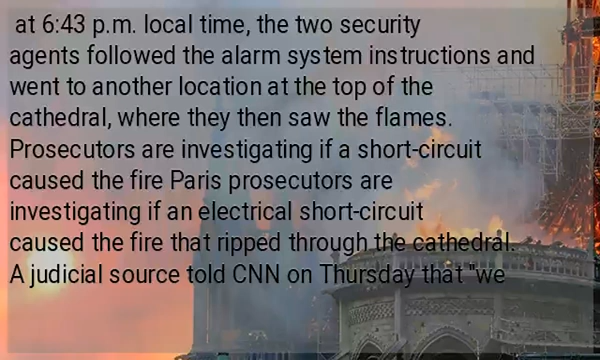 at 6:43 p.m. local time, the two security
agents followed the alarm system instructions and
went to another location at the top of the
cathedral, where they then saw the flames.
Prosecutors are investigating if a short-circuit
caused the fire Paris prosecutors are
investigating if an electrical short-circuit
caused the fire that ripped through the cathedral.
A judicial source told CNN on Thursday that "we